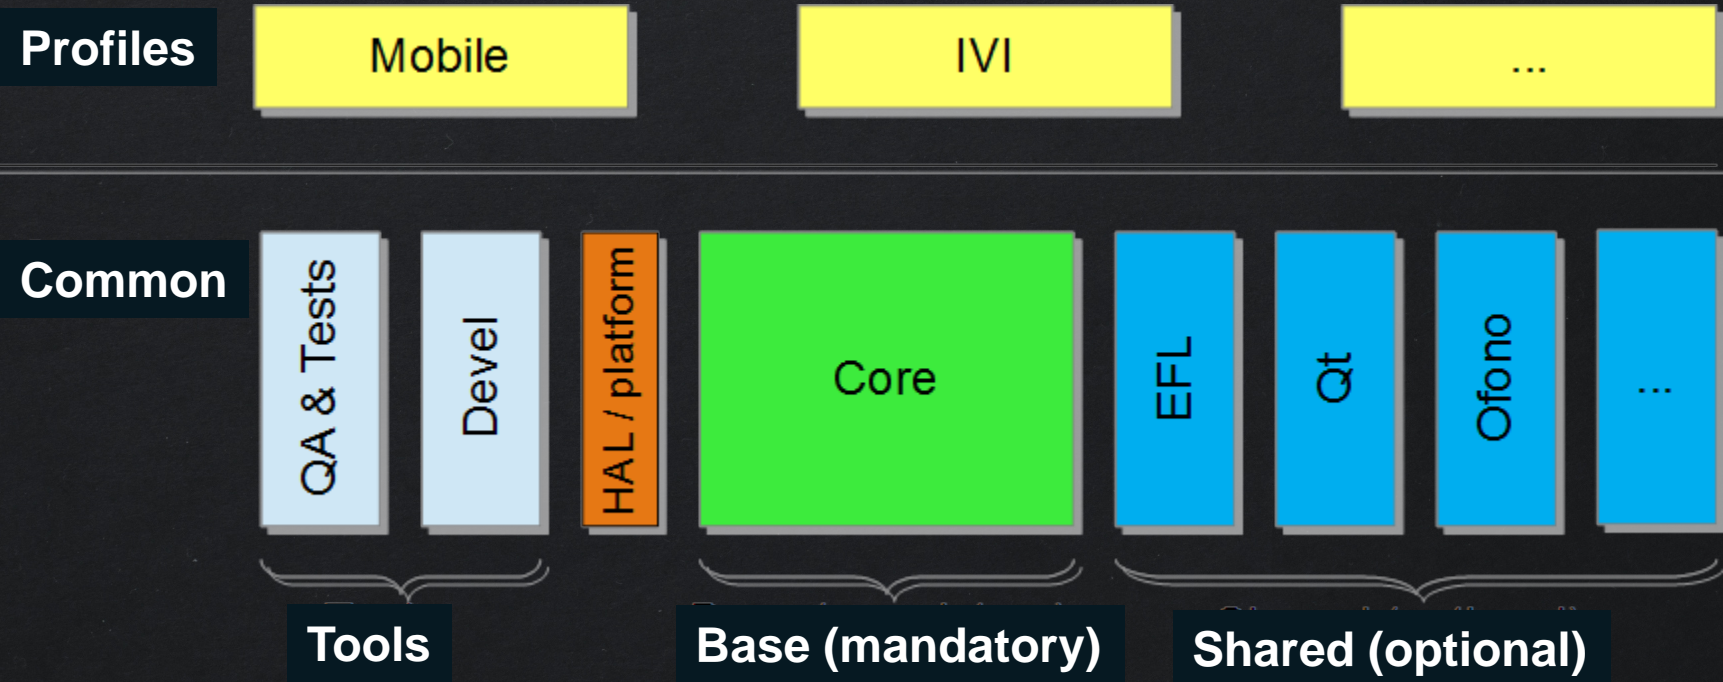 Profiles
Mobile
IVI
...
Common
QA & Tests
Devel
HAL / platform
Core
EFL
Qt
Ofono
...
Tools
Base (mandatory)
Shared (optional)